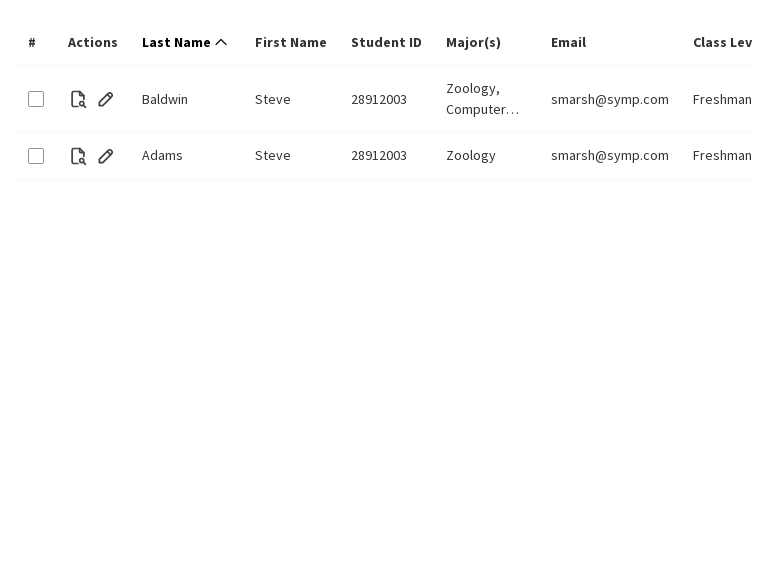 # Actions Last Name First Name Student ID Major(s) Email Class Lev
Baldwin Steve 28912003 Zoology, Computer… smarsh@symp.com Freshman
Adams Steve 28912003 Zoology smarsh@symp.com Freshman